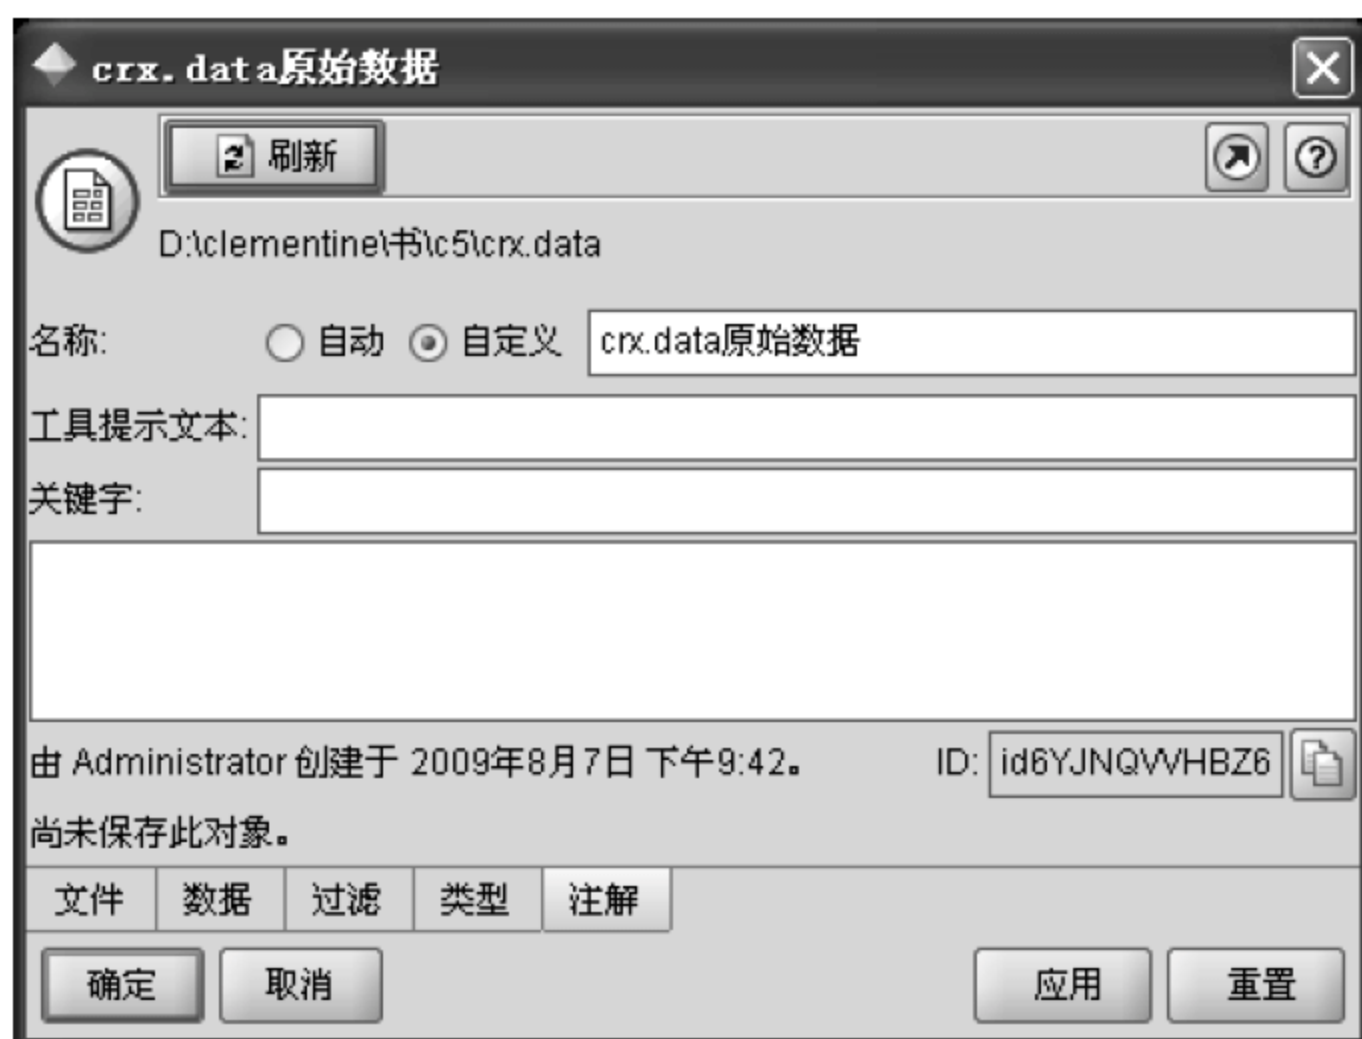 crx.data原始数据
刷新
D:\clementine\书\c5\crx.data
名称: 自动 自定义 crx.data原始数据
工具提示文本:
关键字:
由 Administrator 创建于 2009年8月7日 下午9:42。 ID: id6YJNQVVHBZ6
尚未保存此对象。
文件 数据 过滤 类型 注解
确定 取消 应用 重置